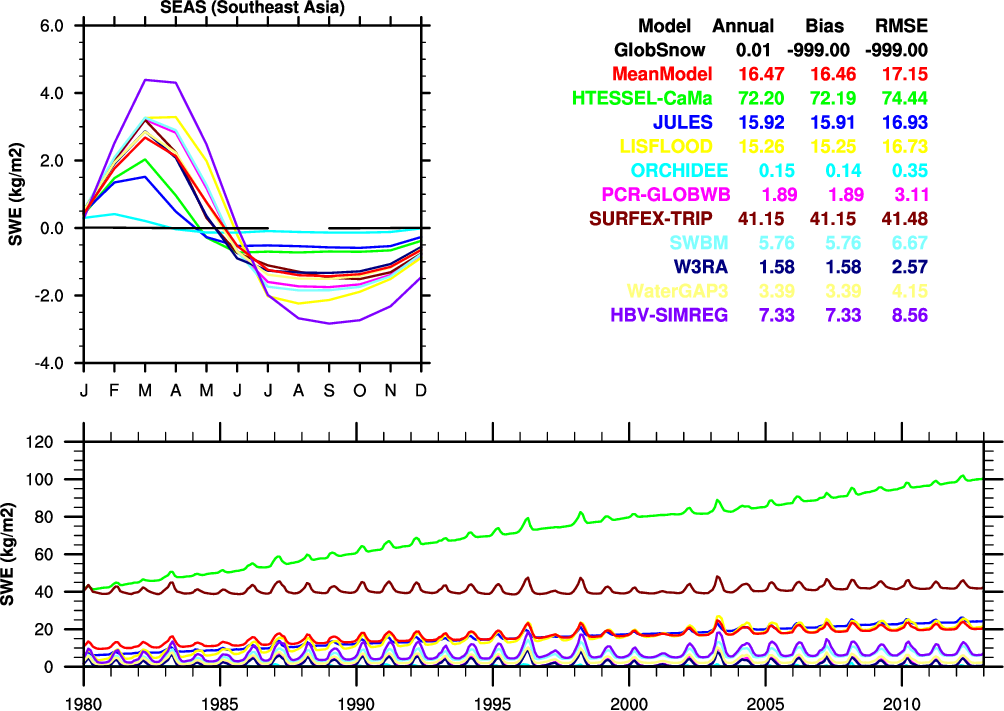 SEAS (Southeast Asia)
6.0
4.0
2.0
0.0
-2.0
-4.0
SWE (kg/m2)
J F M A M J J A S O N D
Model Annual Bias RMSE
GlobSnow 0.01 -999.00 -999.00
MeanModel 16.47 16.46 17.15
HTESSEL-CaMa 72.20 72.19 74.44
JULES 15.92 15.91 16.93
LISFLOOD 15.26 15.25 16.73
ORCHIDEE 0.15 0.14 0.35
PCR-GLOBWB 1.89 1.89 3.11
SURFEX-TRIP 41.15 41.15 41.48
SWBM 5.76 5.76 6.67
W3RA 1.58 1.58 2.57
WaterGAP3 3.39 3.39 4.15
HBV-SIMREG 7.33 7.33 8.56
120
100
80
60
40
20
0
SWE (kg/m2)
1980 1985 1990 1995 2000 2005 2010